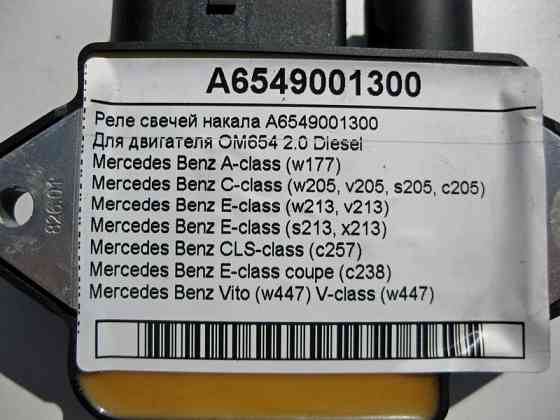 A6549001300
Реле свечей накала A6549001300
Для двигателя OM654 2.0 Diesel
Mercedes Benz A-class (w177)
Mercedes Benz C-class (w205, v205, s205, c205)
Mercedes Benz E-class (w213, v213)
Mercedes Benz E-class (s213, x213)
Mercedes Benz CLS-class (c257)
Mercedes Benz E-class coupe (c238)
Mercedes Benz Vito (w447) V-class (w447)
826.01